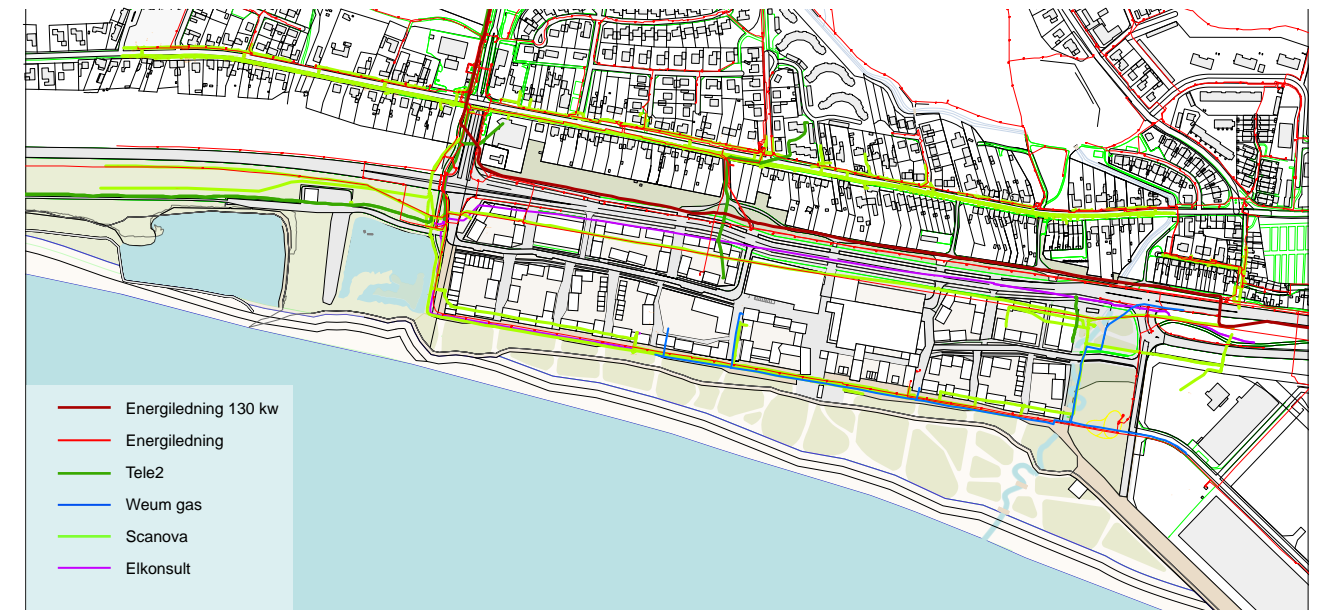 Energiledning 130 kw
Energiledning
Tele2
Weum gas
Scanova
Elkonsult